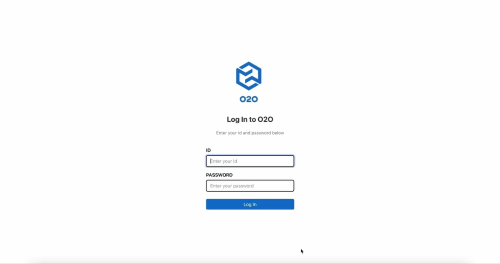 O2O
Log In to O2O
Enter your id and password below
ID
Enter your id
PASSWORD
Enter your password
Log In